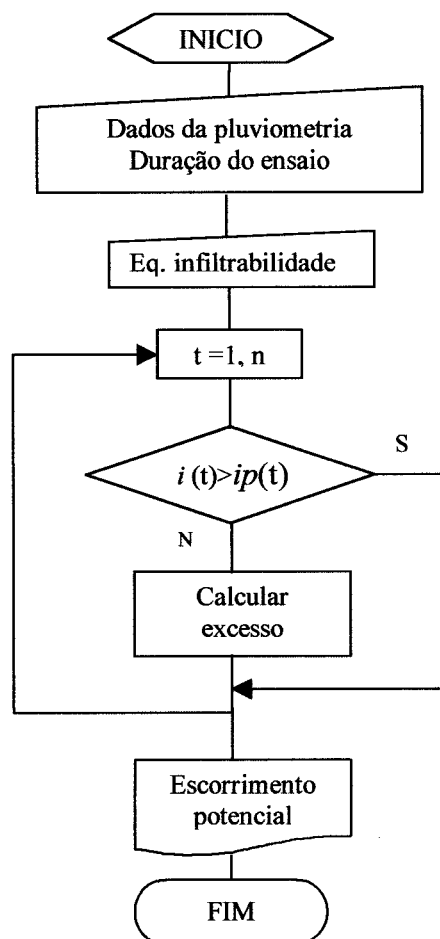 INICIO
Dados da pluviometria
Duração do ensaio
Eq. infiltrabilidade
t =1, n
i (t)>ip(t)
S
N
Calcular
excesso
Escorrimento
potencial
FIM